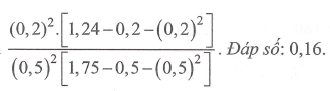 (0,2)².[1,24−0,2−(0,2)²]
(0,5)²[1,75−0,5−(0,5)²]
. Đáp số: 0,16.